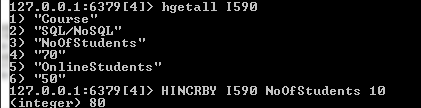 127.0.0.1:6379[4]> hgetall I590
1) "Course"
2) "SQL/NoSQL"
3) "NoOfStudents"
4) "70"
5) "OnlineStudents"
6) "50"
127.0.0.1:6379[4]> HINCRBY I590 NoOfStudents 10
(integer) 80